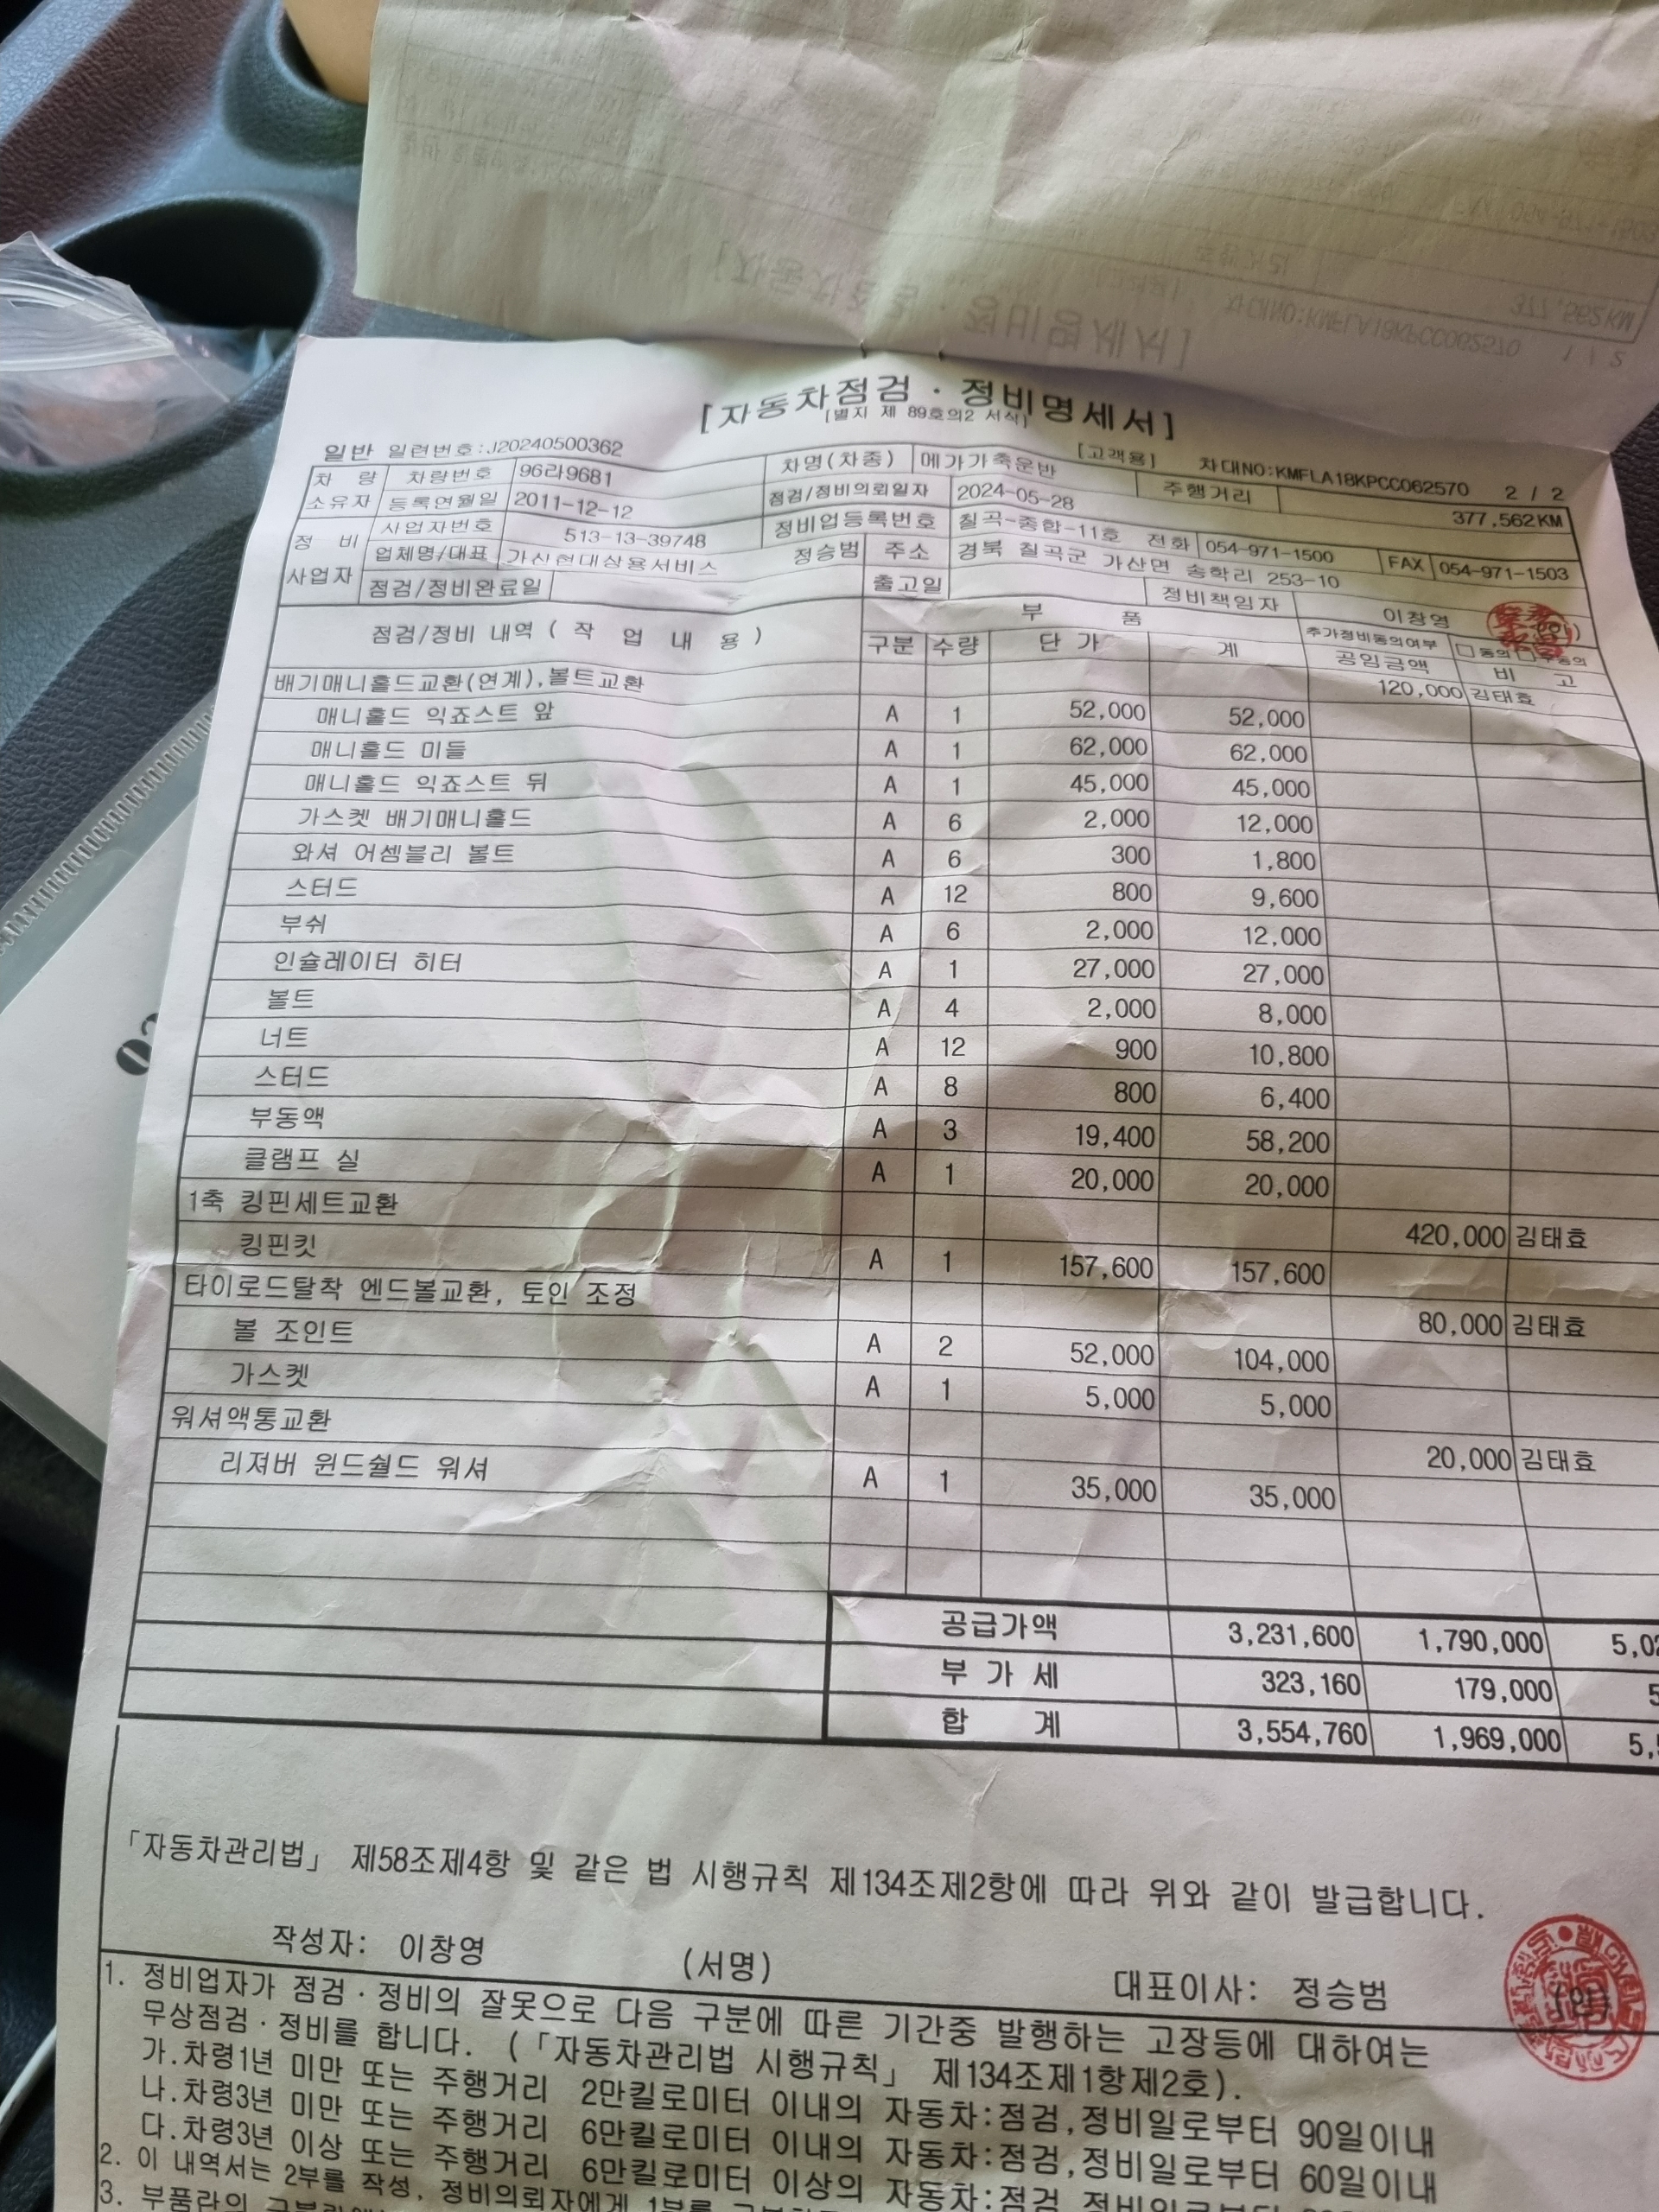 [자동차점검 · 정비명세서]
[별지 제 89호의2 서식]
일반 일련번호:J20240500362 [고객용] 차대NO:KMFLA18KPCC062570 2 / 2
차 량 차량번호 96라9681 차명(차종) 메가가축운반 주행거리 377,562KM
소유자 등록연월일 2011-12-12 점검/정비의뢰일자 2024-05-28
정 비 사업자번호 513-13-39748 정비업등록번호 칠곡-종합-11호 전화 054-971-1500 FAX 054-971-1503
사업자 업체명/대표 가산현대상용서비스 정승범 주소 경북 칠곡군 가산면 송학리 253-10
점검/정비완료일 출고일 정비책임자 이창영
점검/정비 내역 ( 작 업 내 용 ) 부 품 추가정비동의여부 □동의
구분 수량 단 가 계 공임금액 비 고
배기매니홀드교환(연계),볼트교환 120,000 김태효
매니홀드 익죠스트 앞 A 1 52,000 52,000
매니홀드 미들 A 1 62,000 62,000
매니홀드 익죠스트 뒤 A 1 45,000 45,000
가스켓 배기매니홀드 A 6 2,000 12,000
와셔 어셈블리 볼트 A 6 300 1,800
스터드 A 12 800 9,600
부쉬 A 6 2,000 12,000
인슐레이터 히터 A 1 27,000 27,000
볼트 A 4 2,000 8,000
너트 A 12 900 10,800
스터드 A 8 800 6,400
부동액 A 3 19,400 58,200
클램프 실 A 1 20,000 20,000
1축 킹핀세트교환 420,000 김태효
킹핀킷 A 1 157,600 157,600
타이로드탈착 엔드볼교환, 토인 조정 80,000 김태효
볼 조인트 A 2 52,000 104,000
가스켓 A 1 5,000 5,000
워셔액통교환 20,000 김태효
리져버 윈드쉴드 워셔 A 1 35,000 35,000
공급가액 3,231,600 1,790,000
부 가 세 323,160 179,000
합 계 3,554,760 1,969,000
「자동차관리법」 제58조제4항 및 같은 법 시행규칙 제134조제2항에 따라 위와 같이 발급합니다.
작성자: 이창영 (서명) 대표이사: 정승범 (인)
1. 정비업자가 점검 · 정비의 잘못으로 다음 구분에 따른 기간중 발행하는 고장등에 대하여는
무상점검 · 정비를 합니다. (「자동차관리법 시행규칙」 제134조제1항제2호).
가.차령1년 미만 또는 주행거리 2만킬로미터 이내의 자동차:점검,정비일로부터 90일이내
나.차령3년 미만 또는 주행거리 6만킬로미터 이내의 자동차:점검,정비일로부터 60일이내
다.차령3년 이상 또는 주행거리 6만킬로미터 이상의 자동차:점검,정비일로부터
2. 이 내역서는 2부를 작성, 정비의뢰자에게 1부를
3. 부품란의